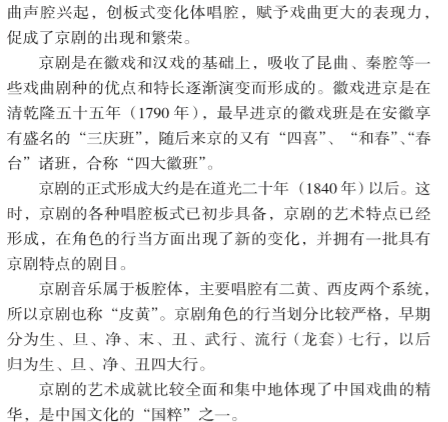 曲声腔兴起，创板式变化体唱腔，赋予戏曲更大的表现力，
促成了京剧的出现和繁荣。
京剧是在徽戏和汉戏的基础上，吸收了昆曲、秦腔等一
些戏曲剧种的优点和特长逐渐演变而形成的。徽戏进京是在
清乾隆五十五年（1790 年），最早进京的徽戏班是在安徽享
有盛名的“三庆班”，随后来京的又有“四喜”、“和春”、“春
台”诸班，合称“四大徽班”。
京剧的正式形成大约是在道光二十年（1840 年）以后。这
时，京剧的各种唱腔板式已初步具备，京剧的艺术特点已经
形成，在角色的行当方面出现了新的变化，并拥有一批具有
京剧特点的剧目。
京剧音乐属于板腔体，主要唱腔有二黄、西皮两个系统，
所以京剧也称“皮黄”。京剧角色的行当划分比较严格，早期
分为生、旦、净、末、丑、武行、流行（龙套）七行，以后
归为生、旦、净、丑四大行。
京剧的艺术成就比较全面和集中地体现了中国戏曲的精
华，是中国文化的“国粹”之一。